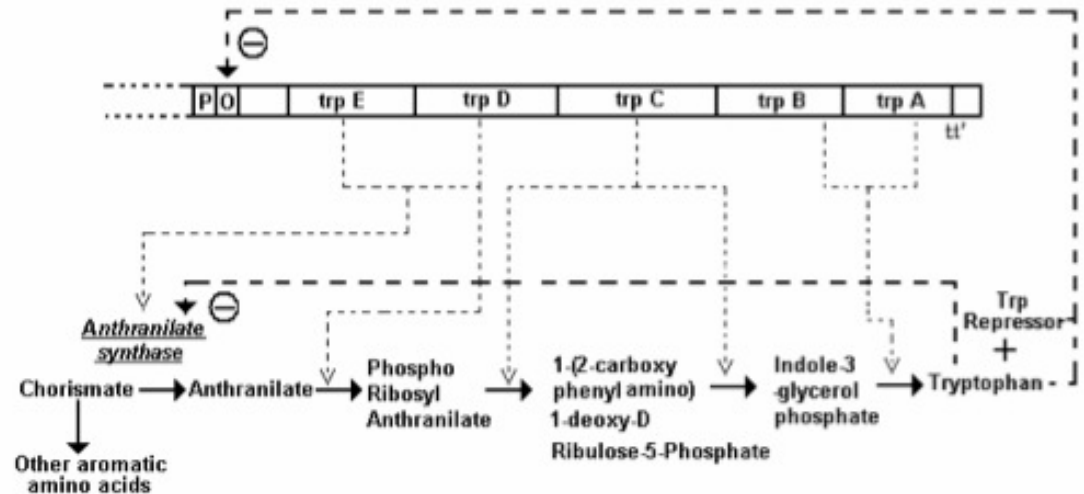 P O trp E trp D trp C trp B trp A
tt'
Anthranilate
synthase
Trp
Repressor
+
Chorismate
Anthranilate
Phospho
Ribosyl
Anthranilate
1-(2-carboxy
phenyl amino)
1-deoxy-D
Ribulose-5-Phosphate
Indole-3
-glycerol
phosphate
Tryptophan
Other aromatic
amino acids